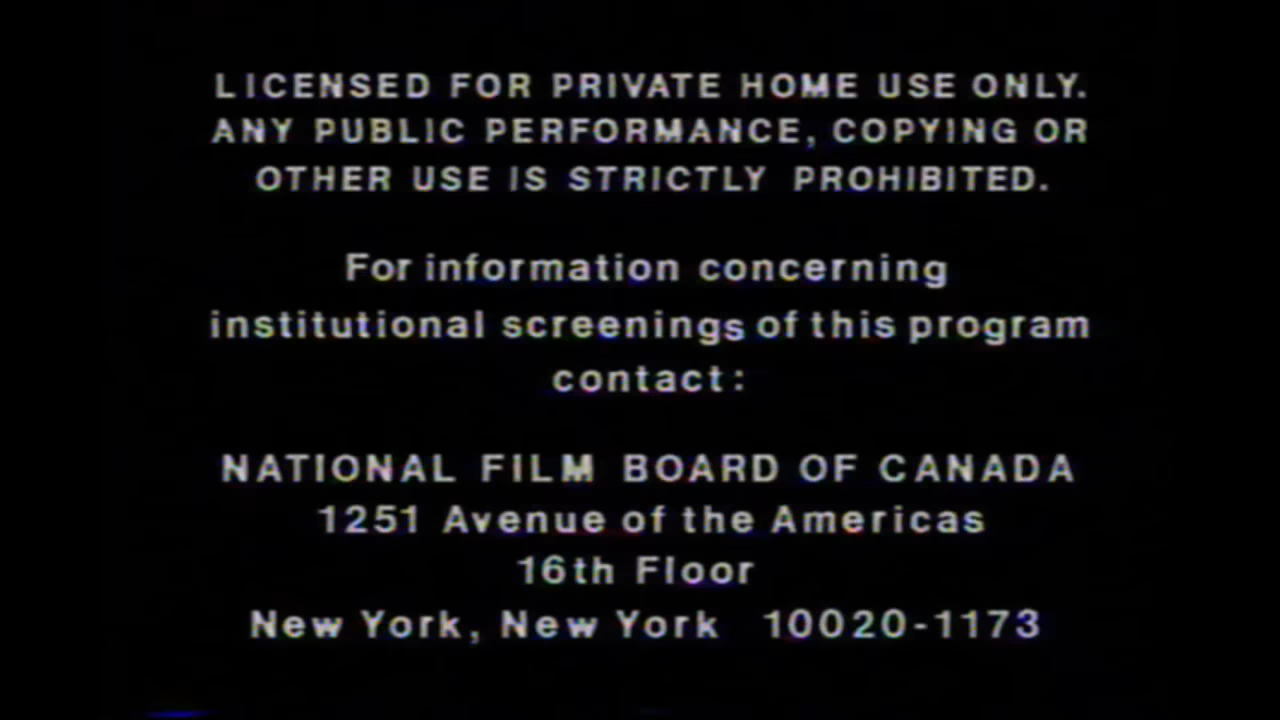 LICENSED FOR PRIVATE HOME USE ONLY.
ANY PUBLIC PERFORMANCE, COPYING OR
OTHER USE IS STRICTLY PROHIBITED.
For information concerning
institutional screenings of this program
contact:
NATIONAL FILM BOARD OF CANADA
1251 Avenue of the Americas
16th Floor
New York, New York 10020-1173